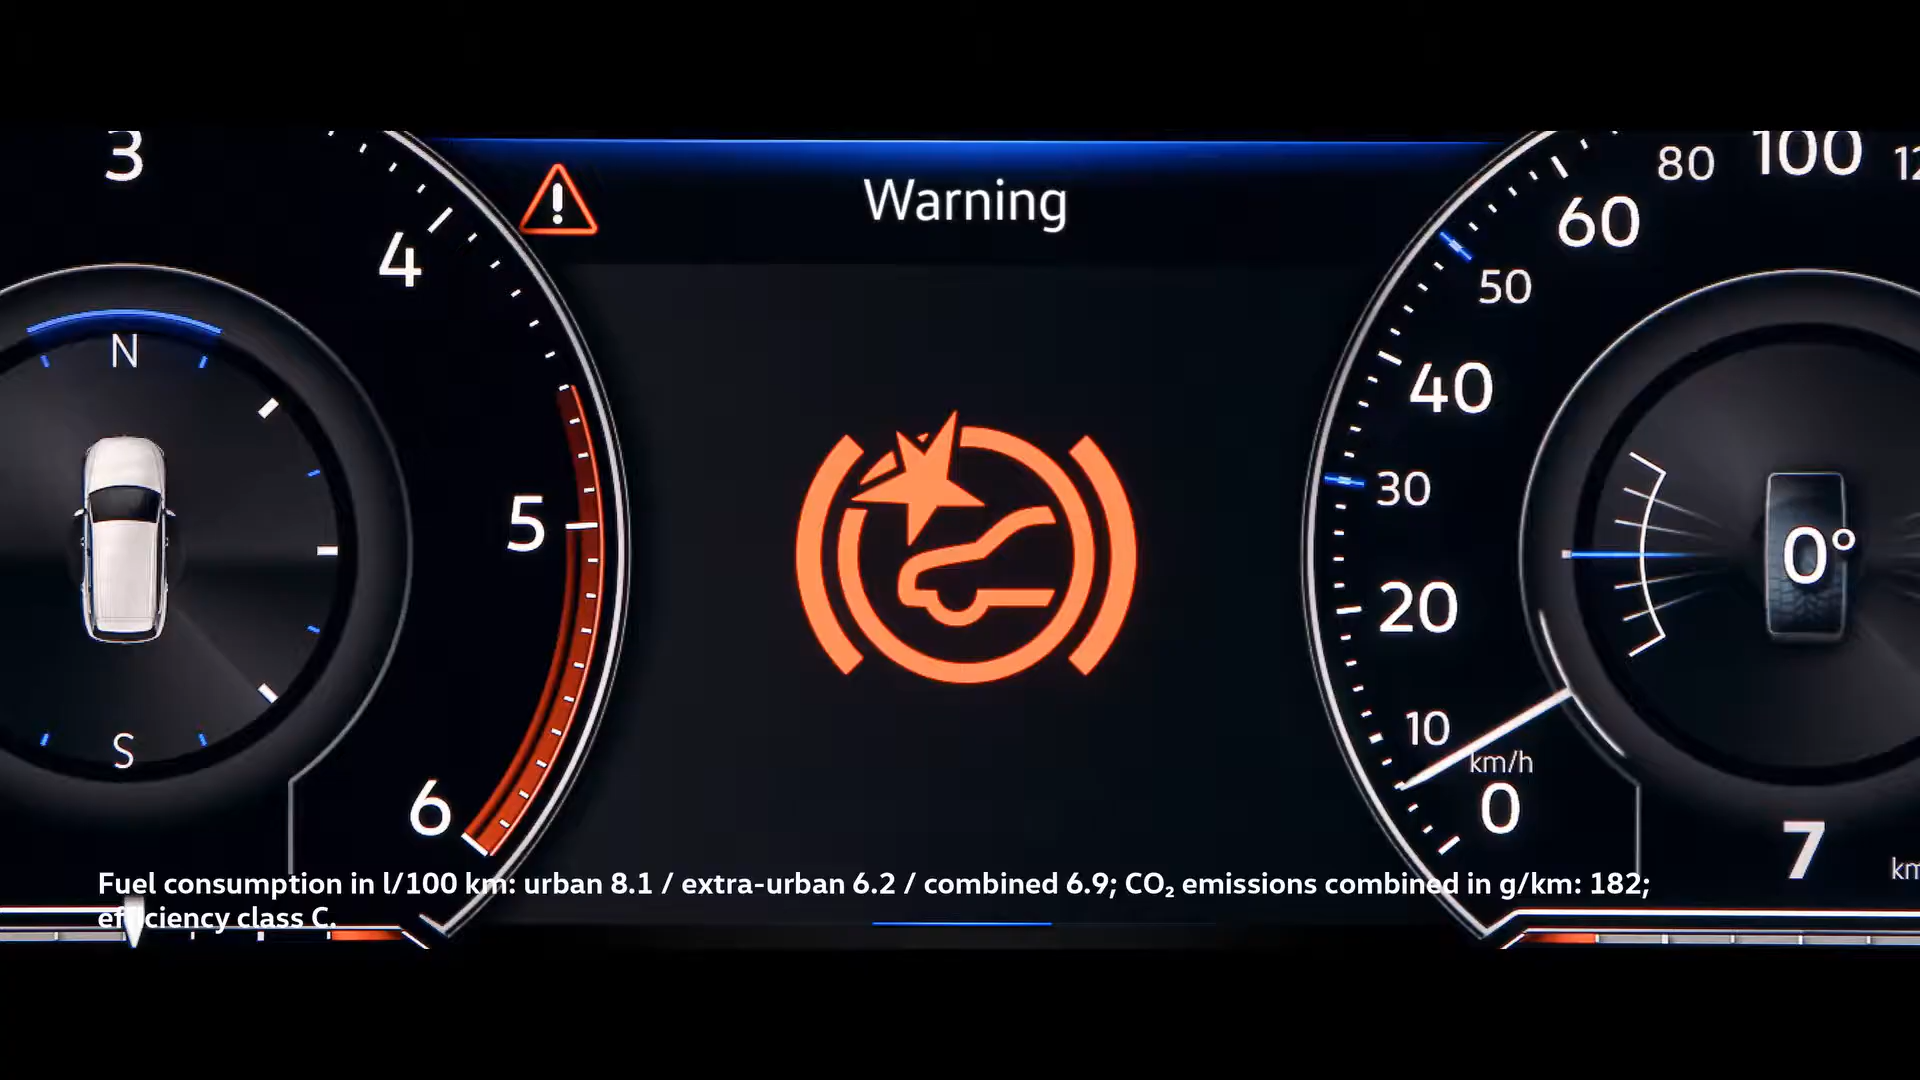 Warning
3
4
5
6
N
S
80 100 12
60
50
40
30
20
10
km/h
0
0°
7 km
Fuel consumption in l/100 km: urban 8.1 / extra-urban 6.2 / combined 6.9; CO₂ emissions combined in g/km: 182;
efficiency class C.